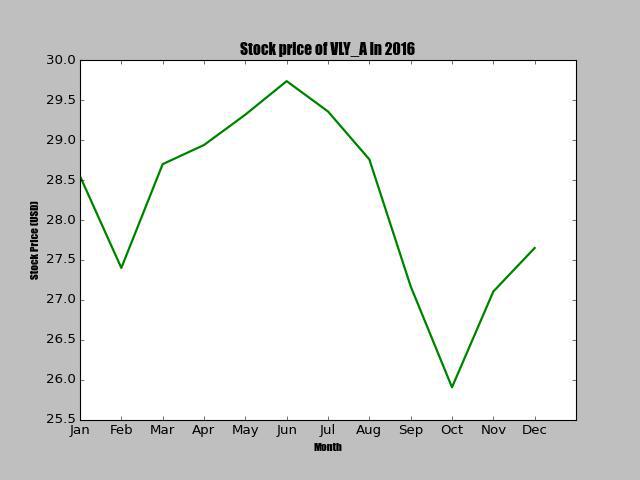 Stock price of VLY_A in 2016
30.0
29.5
29.0
28.5
28.0
27.5
27.0
26.5
26.0
25.5
Stock Price (USD)
Jan Feb Mar Apr May Jun Jul Aug Sep Oct Nov Dec
Month